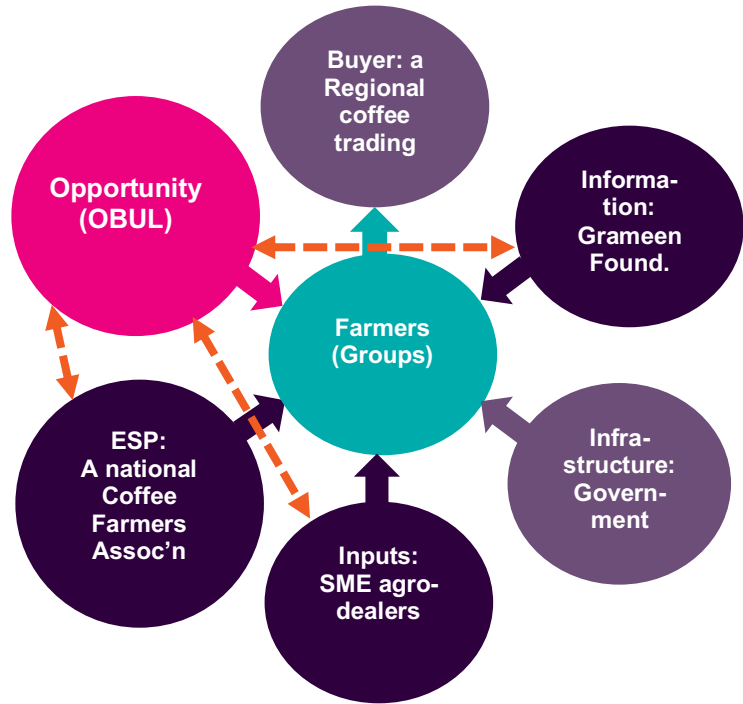 Buyer: a
Regional
coffee
trading
Opportunity
(OBUL)
Informa-
tion:
Grameen
Found.
Farmers
(Groups)
ESP:
A national
Coffee
Farmers
Assoc’n
Infra-
structure:
Govern-
ment
Inputs:
SME agro-
dealers